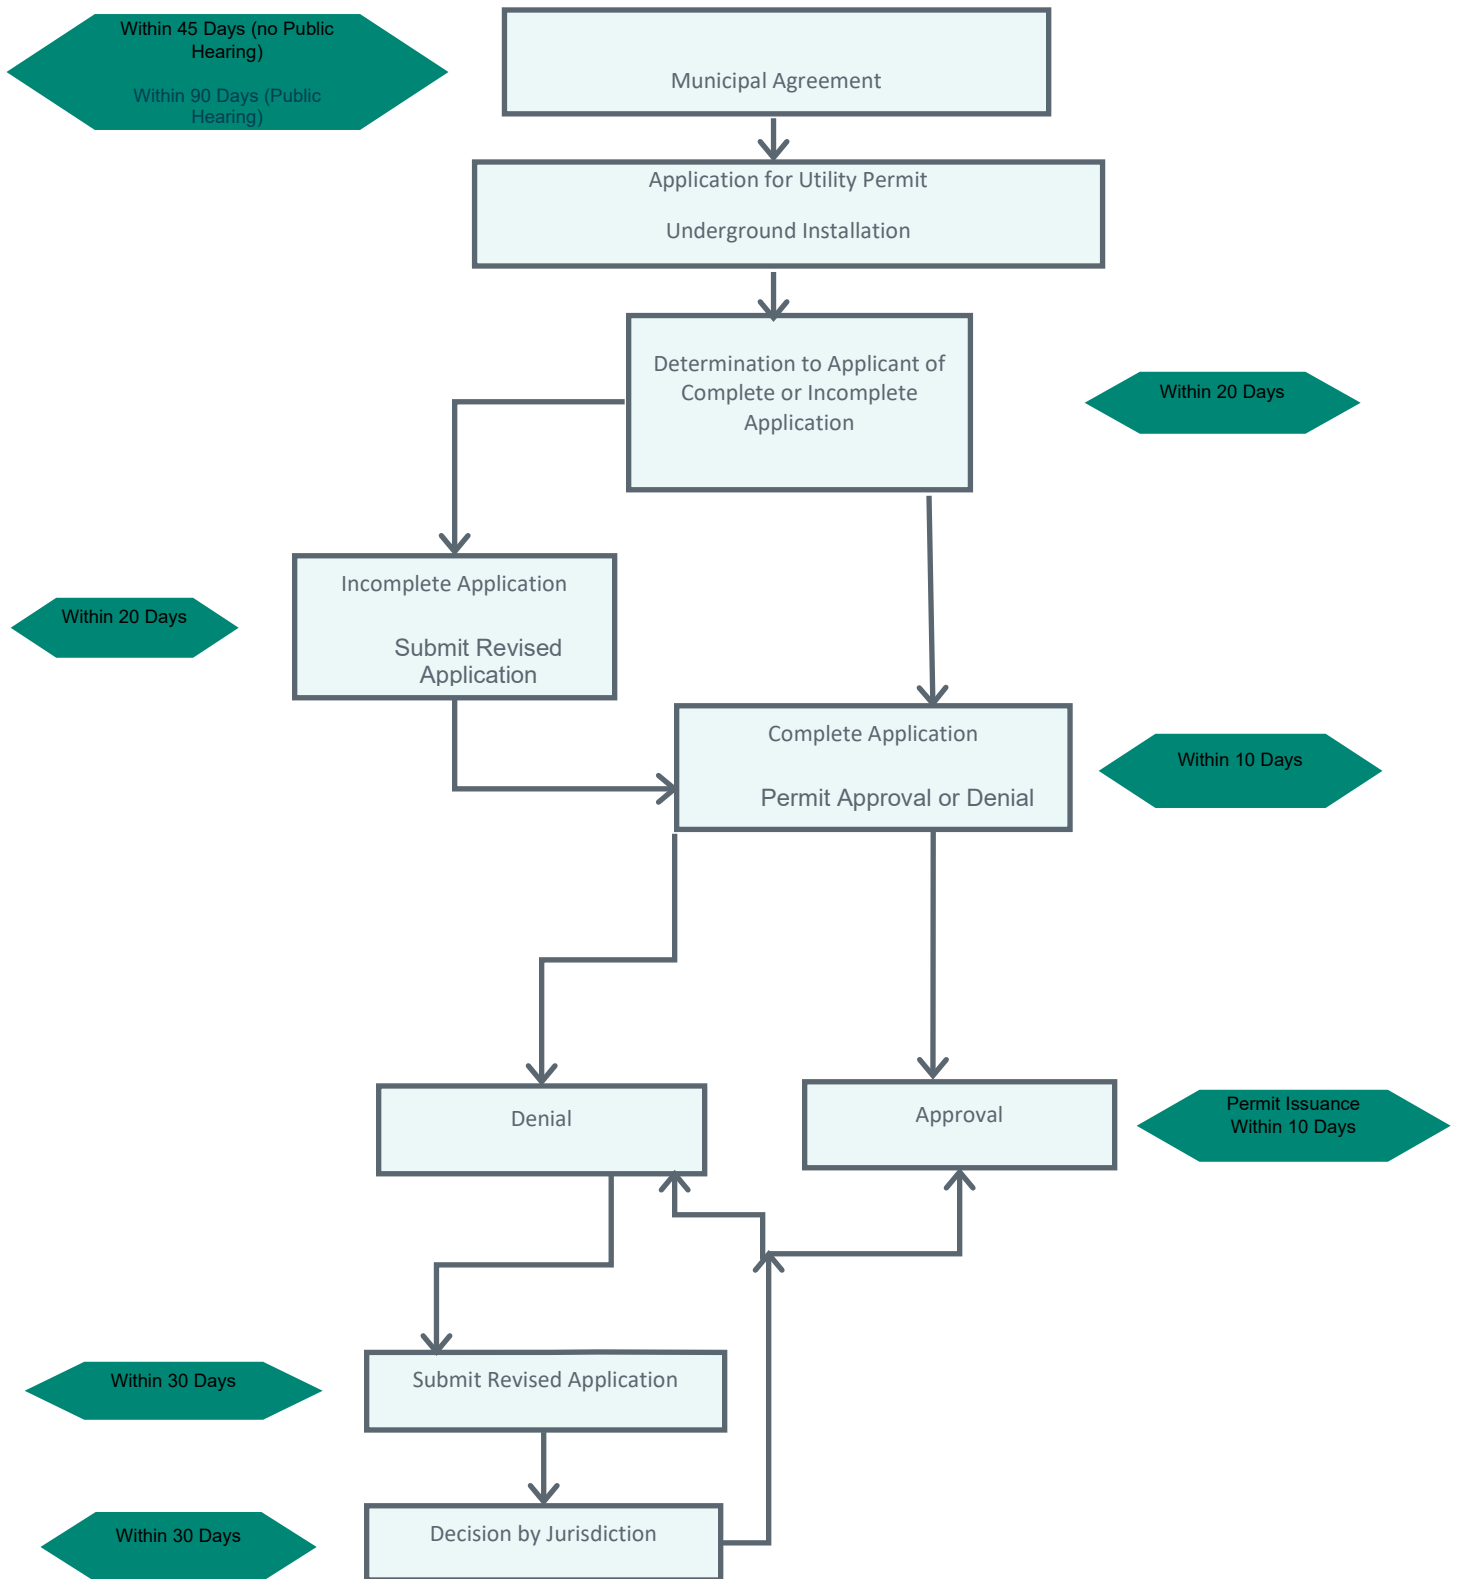 Within 45 Days (no Public
Hearing)
Within 90 Days (Public
Hearing)
Municipal Agreement
Application for Utility Permit
Underground Installation
Determination to Applicant of
Complete or Incomplete
Application
Within 20 Days
Incomplete Application
Submit Revised
Application
Within 20 Days
Complete Application
Permit Approval or Denial
Within 10 Days
Denial
Approval
Permit Issuance
Within 10 Days
Within 30 Days
Submit Revised Application
Within 30 Days
Decision by Jurisdiction